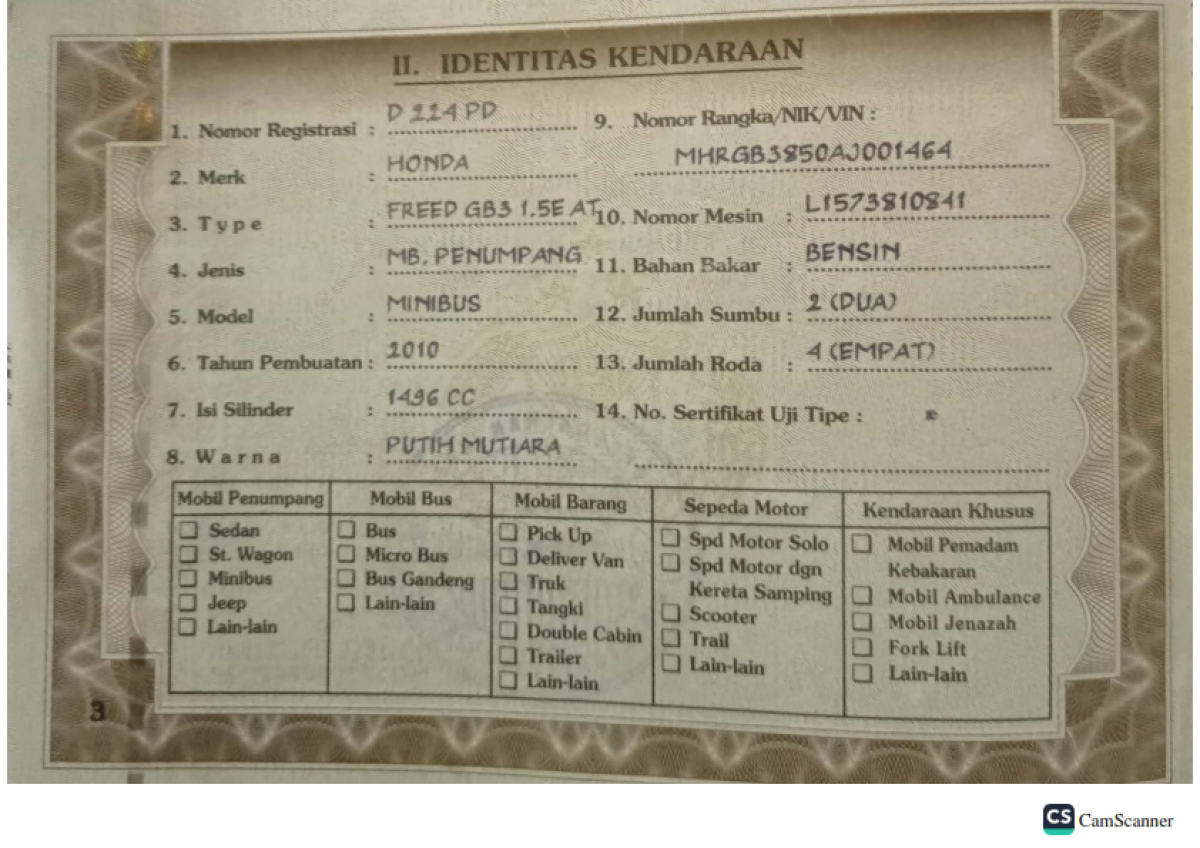 II. IDENTITAS KENDARAAN
1. Nomor Registrasi : D 224 PD
2. Merk : HONDA
3. Type : FREED GB3 1.5E AT
4. Jenis : MB. PENUMPANG
5. Model : MINIBUS
6. Tahun Pembuatan : 2010
7. Isi Silinder : 1496 CC
8. Warna : PUTIH MUTIARA
9. Nomor Rangka/NIK/VIN :
MHRGB3850AJ001464
10. Nomor Mesin : L1573810841
11. Bahan Bakar : BENSIN
12. Jumlah Sumbu : 2 (DUA)
13. Jumlah Roda : 4 (EMPAT)
14. No. Sertifikat Uji Tipe :
Mobil Penumpang
Sedan
St. Wagon
Minibus
Jeep
Lain-lain
Mobil Bus
Bus
Micro Bus
Bus Gandeng
Lain-lain
Mobil Barang
Pick Up
Deliver Van
Truk
Tangki
Double Cabin
Trailer
Lain-lain
Sepeda Motor
Spd Motor Solo
Spd Motor dgn
Kereta Samping
Scooter
Trail
Lain-lain
Kendaraan Khusus
Mobil Pemadam
Kebakaran
Mobil Ambulance
Mobil Jenazah
Fork Lift
Lain-lain
3
CS CamScanner